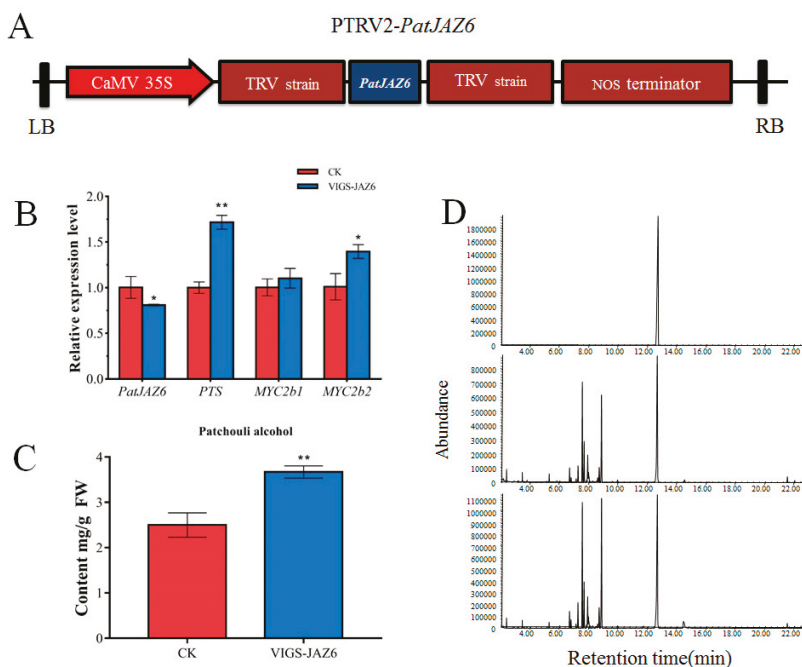 A
PTRV2-PatJAZ6
CaMV 35S
TRV strain
PatJAZ6
TRV strain
NOS terminator
LB
RB
B
CK
VIGS-JAZ6
Relative expression level
2.0
1.5
1.0
0.5
0.0
*
**
*
PatJAZ6 PTS MYC2b1 MYC2b2
C
Patchouli alcohol
Content mg/g FW
4
3
2
1
0
**
CK VIGS-JAZ6
D
Abundance
1800000
1600000
1400000
1200000
1000000
800000
600000
400000
200000
0
4.00 6.00 8.00 10.00 12.00 14.00 16.00 18.00 20.00 22.00
800000
700000
600000
500000
400000
300000
200000
100000
0
4.00 6.00 8.00 10.00 12.00 14.00 16.00 18.00 20.00 22.00
1100000
1000000
900000
800000
700000
600000
500000
400000
300000
200000
100000
0
4.00 6.00 8.00 10.00 12.00 14.00 16.00 18.00 20.00 22.00
Retention time(min)